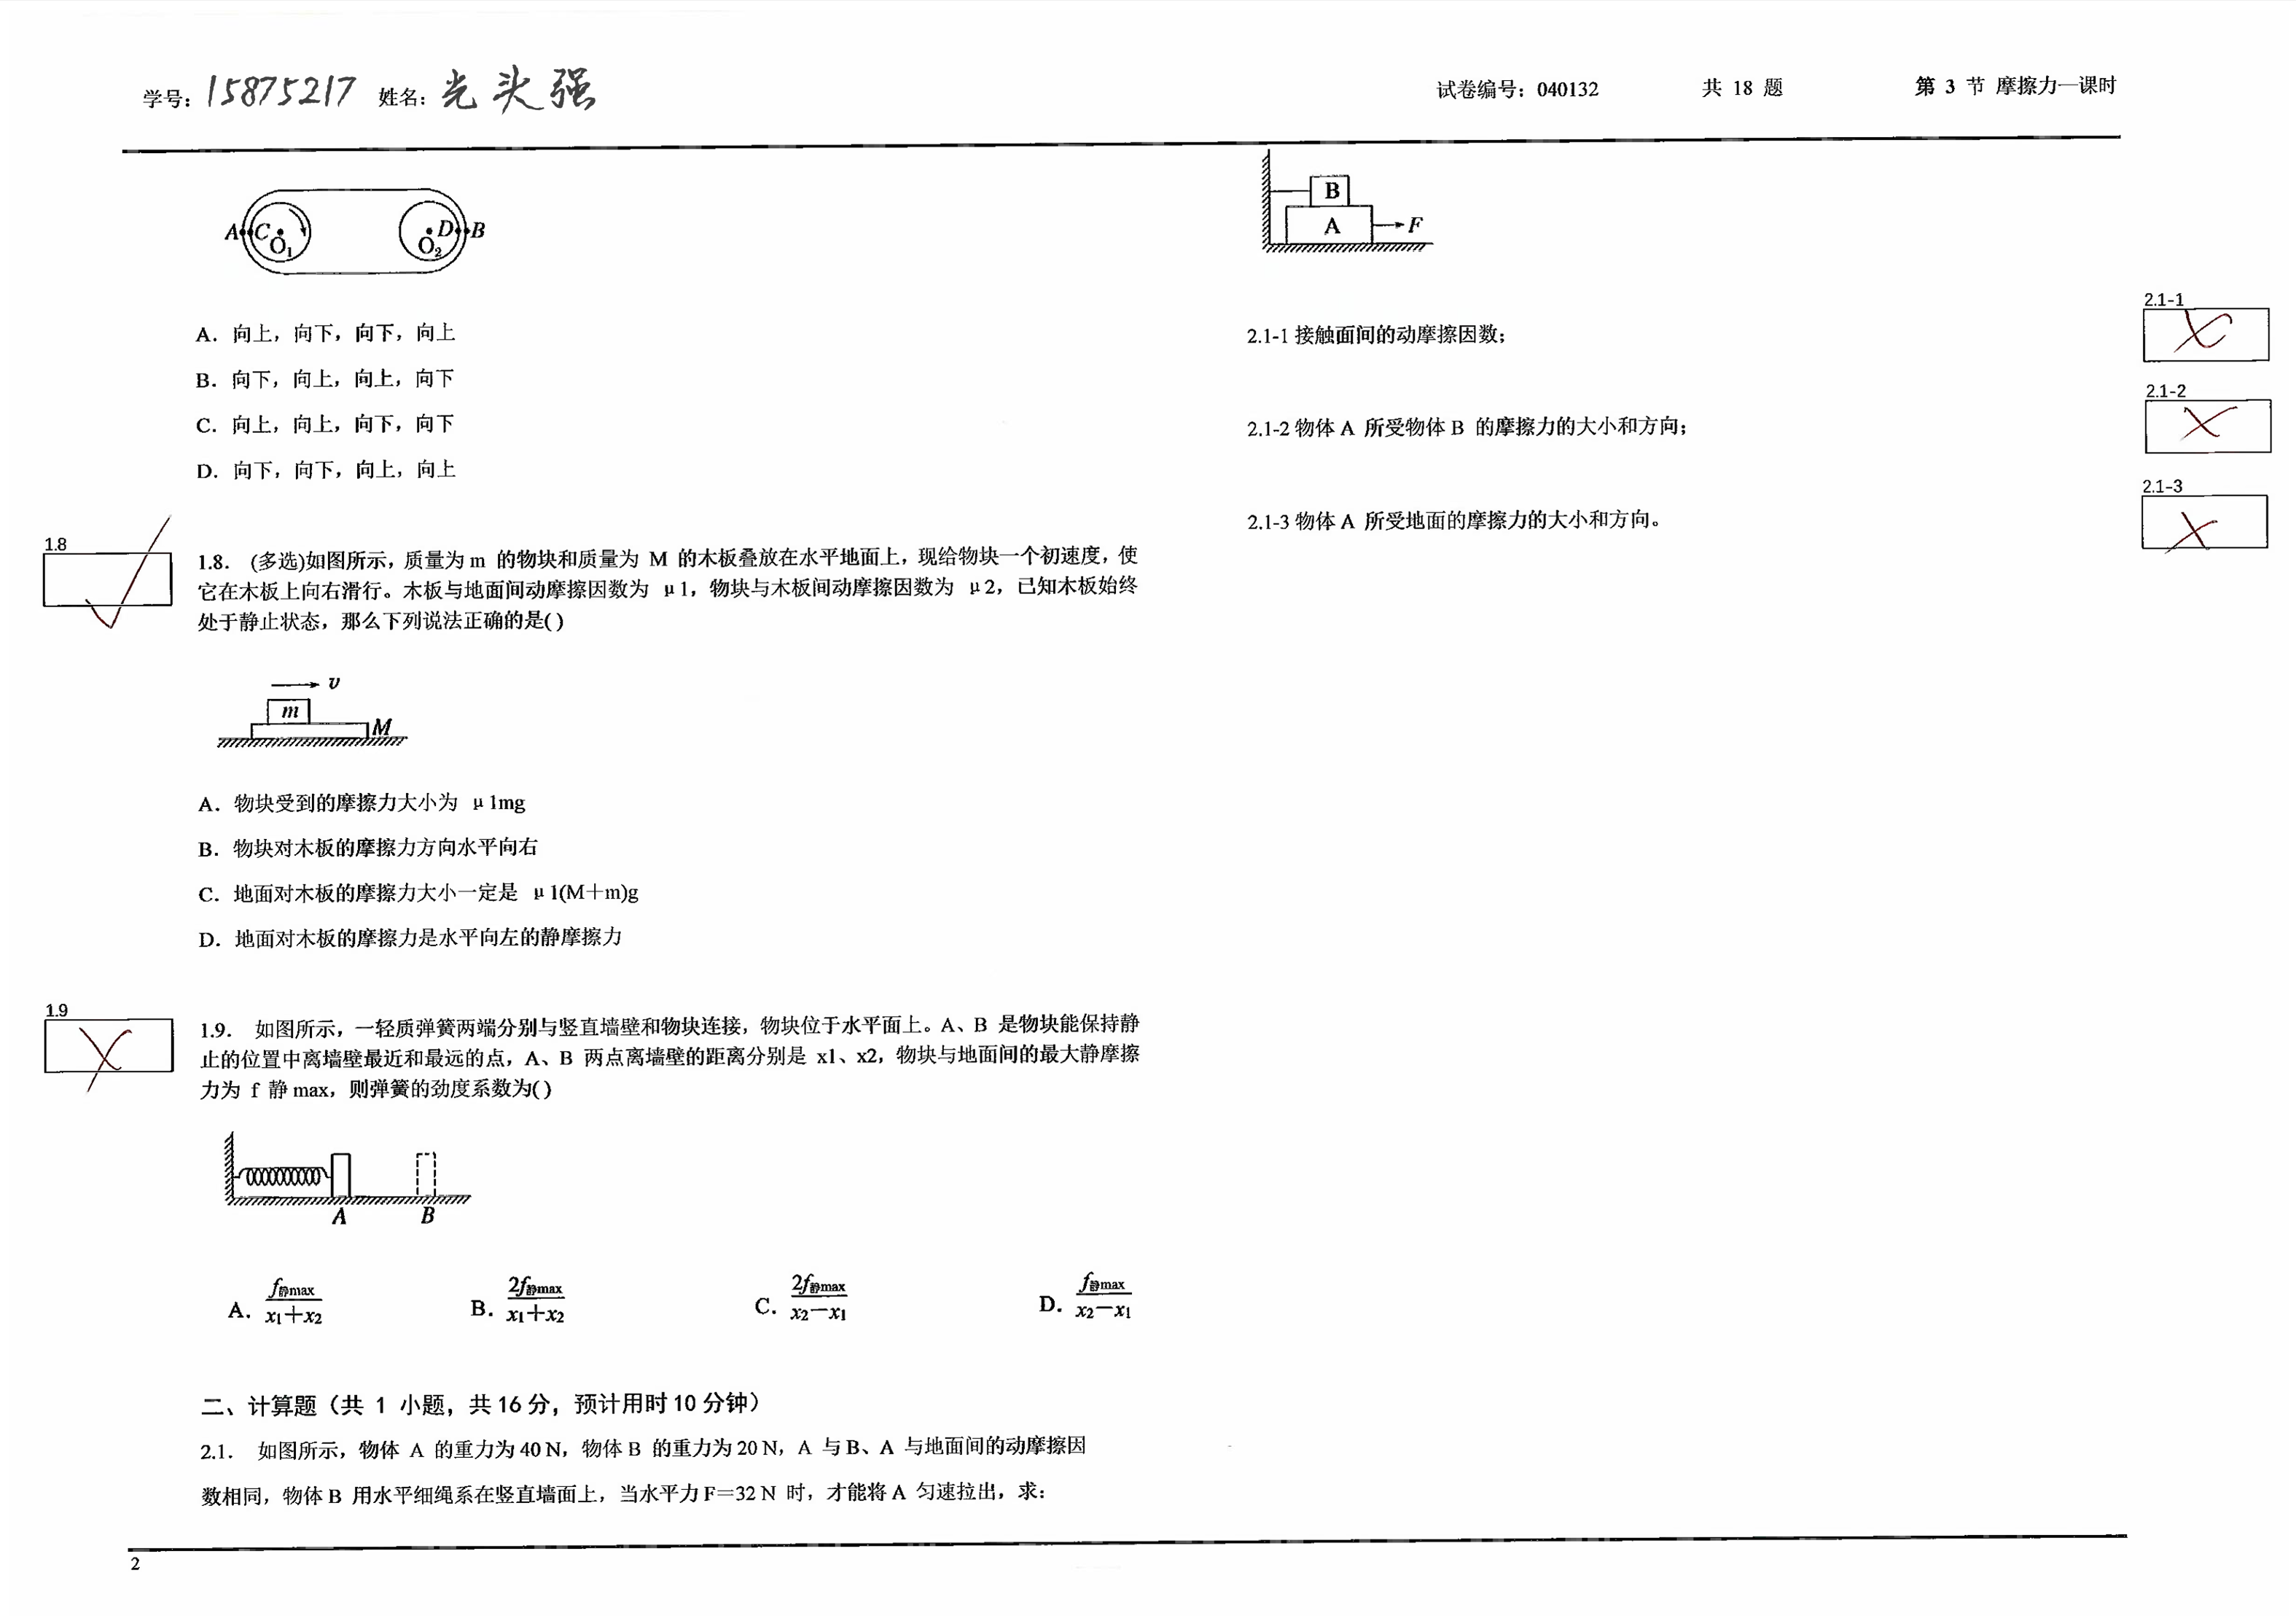 学号: 15875217 姓名: 光头强 试卷编号: 040132 共 18 题 第 3 节 摩擦力—课时
A C O1 O2 D B
A. 向上, 向下, 向下, 向上
B. 向下, 向上, 向上, 向下
C. 向上, 向上, 向下, 向下
D. 向下, 向下, 向上, 向上
1.8
1.8. (多选)如图所示, 质量为 m 的物块和质量为 M 的木板叠放在水平地面上, 现给物块一个初速度, 使
它在木板上向右滑行。木板与地面间动摩擦因数为 μ1, 物块与木板间动摩擦因数为 μ2, 已知木板始终
处于静止状态, 那么下列说法正确的是( )
v
m
M
A. 物块受到的摩擦力大小为 μ1mg
B. 物块对木板的摩擦力方向水平向右
C. 地面对木板的摩擦力大小一定是 μ1(M+m)g
D. 地面对木板的摩擦力是水平向左的静摩擦力
1.9
1.9. 如图所示, 一轻质弹簧两端分别与竖直墙壁和物块连接, 物块位于水平面上。A、B 是物块能保持静
止的位置中离墙壁最近和最远的点, A、B 两点离墙壁的距离分别是 x1、x2, 物块与地面间的最大静摩擦
力为 f 静 max, 则弹簧的劲度系数为( )
A B
A. f静max/(x1+x2) B. 2f静max/(x1+x2) C. 2f静max/(x2−x1) D. f静max/(x2−x1)
二、计算题（共 1 小题, 共 16 分, 预计用时 10 分钟）
2.1. 如图所示, 物体 A 的重力为 40 N, 物体 B 的重力为 20 N, A 与 B、A 与地面间的动摩擦因
数相同, 物体 B 用水平细绳系在竖直墙面上, 当水平力 F=32 N 时, 才能将 A 匀速拉出, 求:
B
A F
2.1-1
2.1-1 接触面间的动摩擦因数;
2.1-2
2.1-2 物体 A 所受物体 B 的摩擦力的大小和方向;
2.1-3
2.1-3 物体 A 所受地面的摩擦力的大小和方向。
2